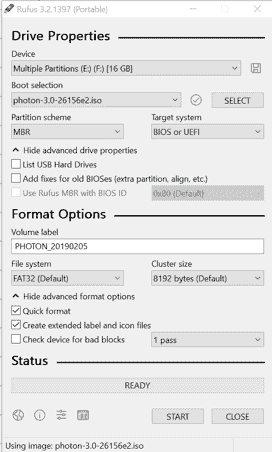 Rufus 3.2.1397 (Portable)
Drive Properties
Device
Multiple Partitions (E:) (F:) [16 GB]
Boot selection
photon-3.0-26156e2.iso
SELECT
Partition scheme
Target system
MBR
BIOS or UEFI
Hide advanced drive properties
List USB Hard Drives
Add fixes for old BIOSes (extra partition, align, etc.)
Use Rufus MBR with BIOS ID
0x80 (Default)
Format Options
Volume label
PHOTON_20190205
File system
Cluster size
FAT32 (Default)
8192 bytes (Default)
Hide advanced format options
Quick format
Create extended label and icon files
Check device for bad blocks
1 pass
Status
READY
START
CLOSE
Using image: photon-3.0-26156e2.iso